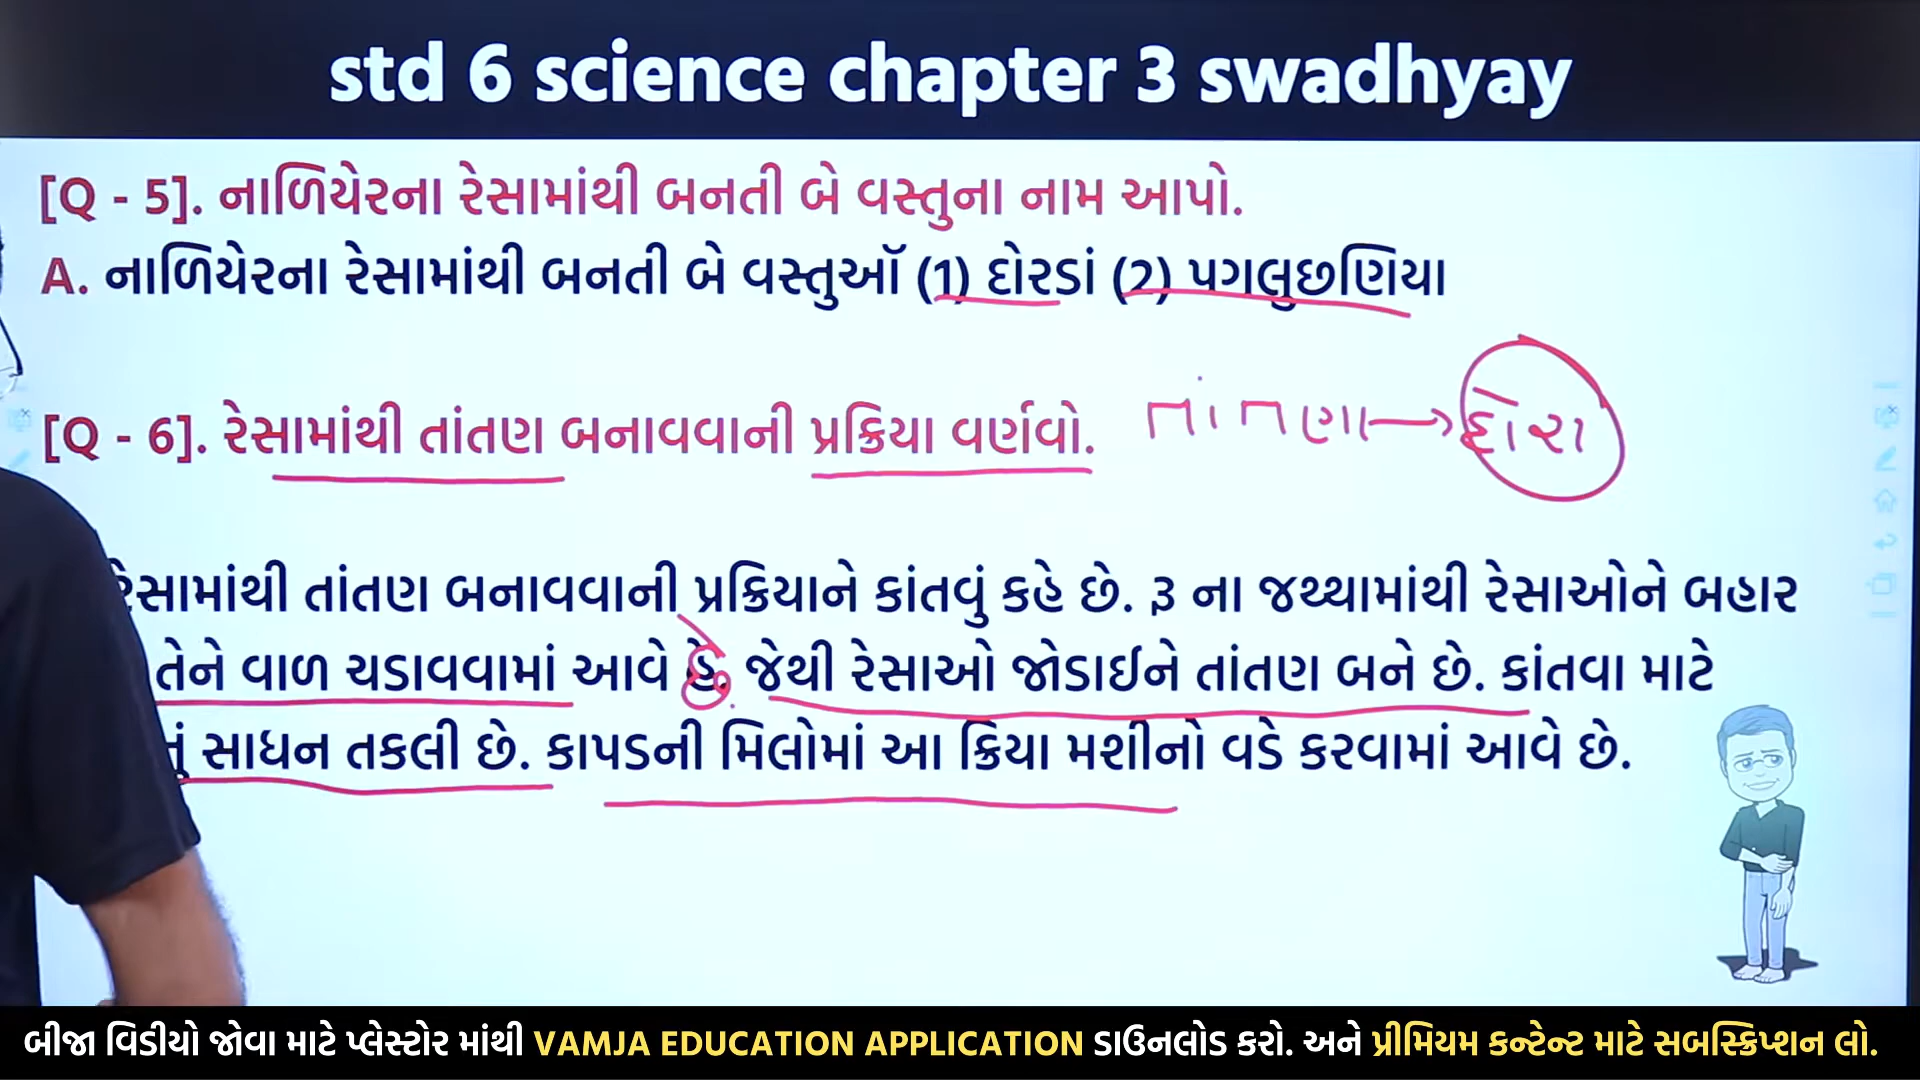 std 6 science chapter 3 swadhyay
[Q - 5]. નાળિયેરના રેસામાંથી બનતી બે વસ્તુના નામ આપો.
A. નાળિયેરના રેસામાંથી બનતી બે વસ્તુઑ (1) દોરડાં (2) પગલુછણિયા
[Q - 6]. રેસામાંથી તાંતણ બનાવવાની પ્રક્રિયા વર્ણવો. તાંતણા → દોરા
રેસામાંથી તાંતણ બનાવવાની પ્રક્રિયાને કાંતવું કહે છે. રૂ ના જથ્થામાંથી રેસાઓને બહાર
તેને વાળ ચડાવવામાં આવે છે. જેથી રેસાઓ જોડાઈને તાંતણ બને છે. કાંતવા માટે
સાધન તકલી છે. કાપડની મિલોમાં આ ક્રિયા મશીનો વડે કરવામાં આવે છે.
બીજા વિડીયો જોવા માટે પ્લેસ્ટોર માંથી VAMJA EDUCATION APPLICATION ડાઉનલોડ કરો. અને પ્રીમિયમ કન્ટેન્ટ માટે સબસ્ક્રિપ્શન લો.